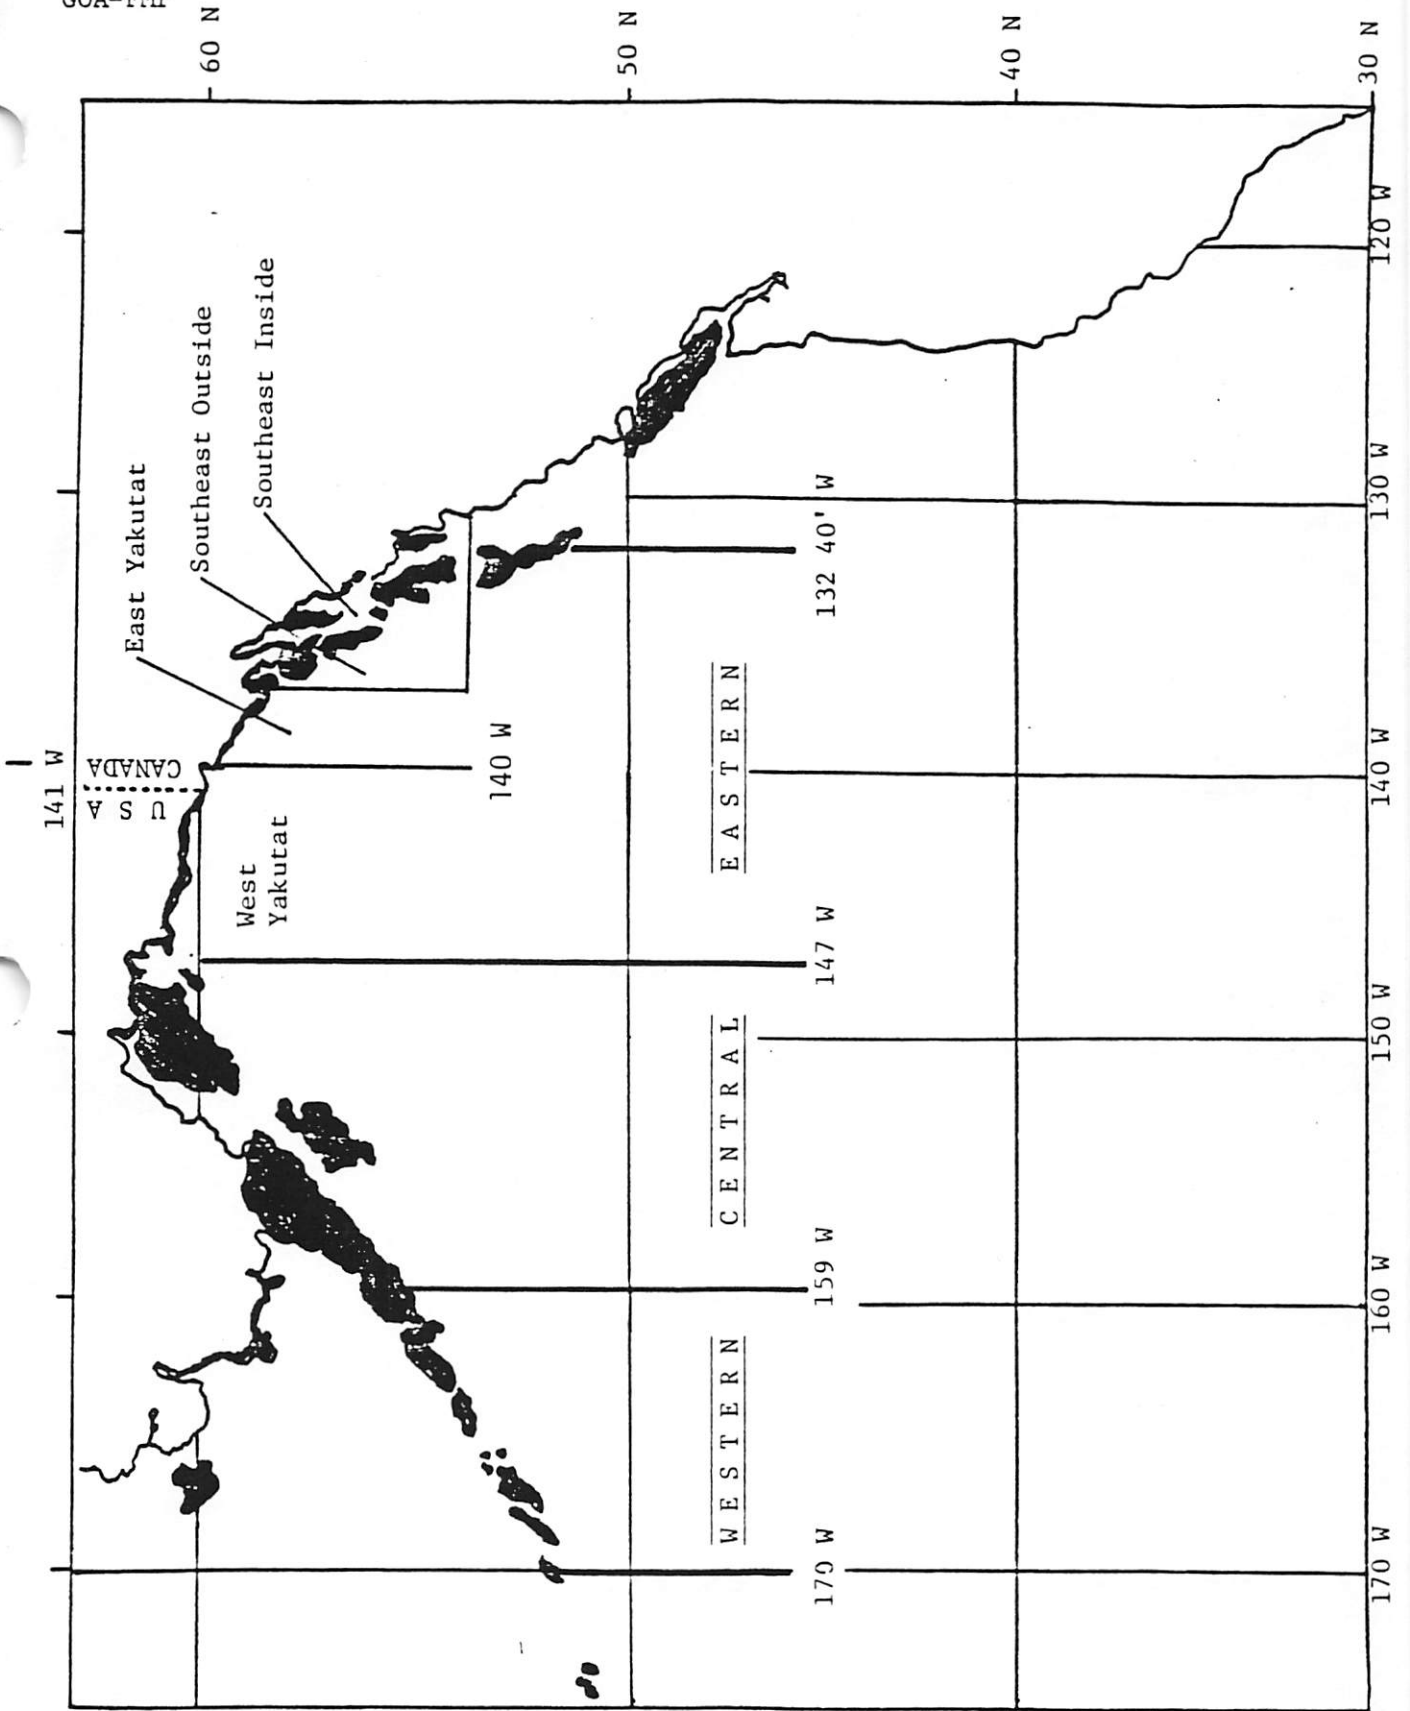 GOA-FMP
60 N
50 N
40 N
30 N
141 W
CANADA
U S A
East Yakutat
Southeast Outside
Southeast Inside
West
Yakutat
140 W
132 40' W
147 W
159 W
170 W
EASTERN
CENTRAL
WESTERN
120 W
130 W
140 W
150 W
160 W
170 W